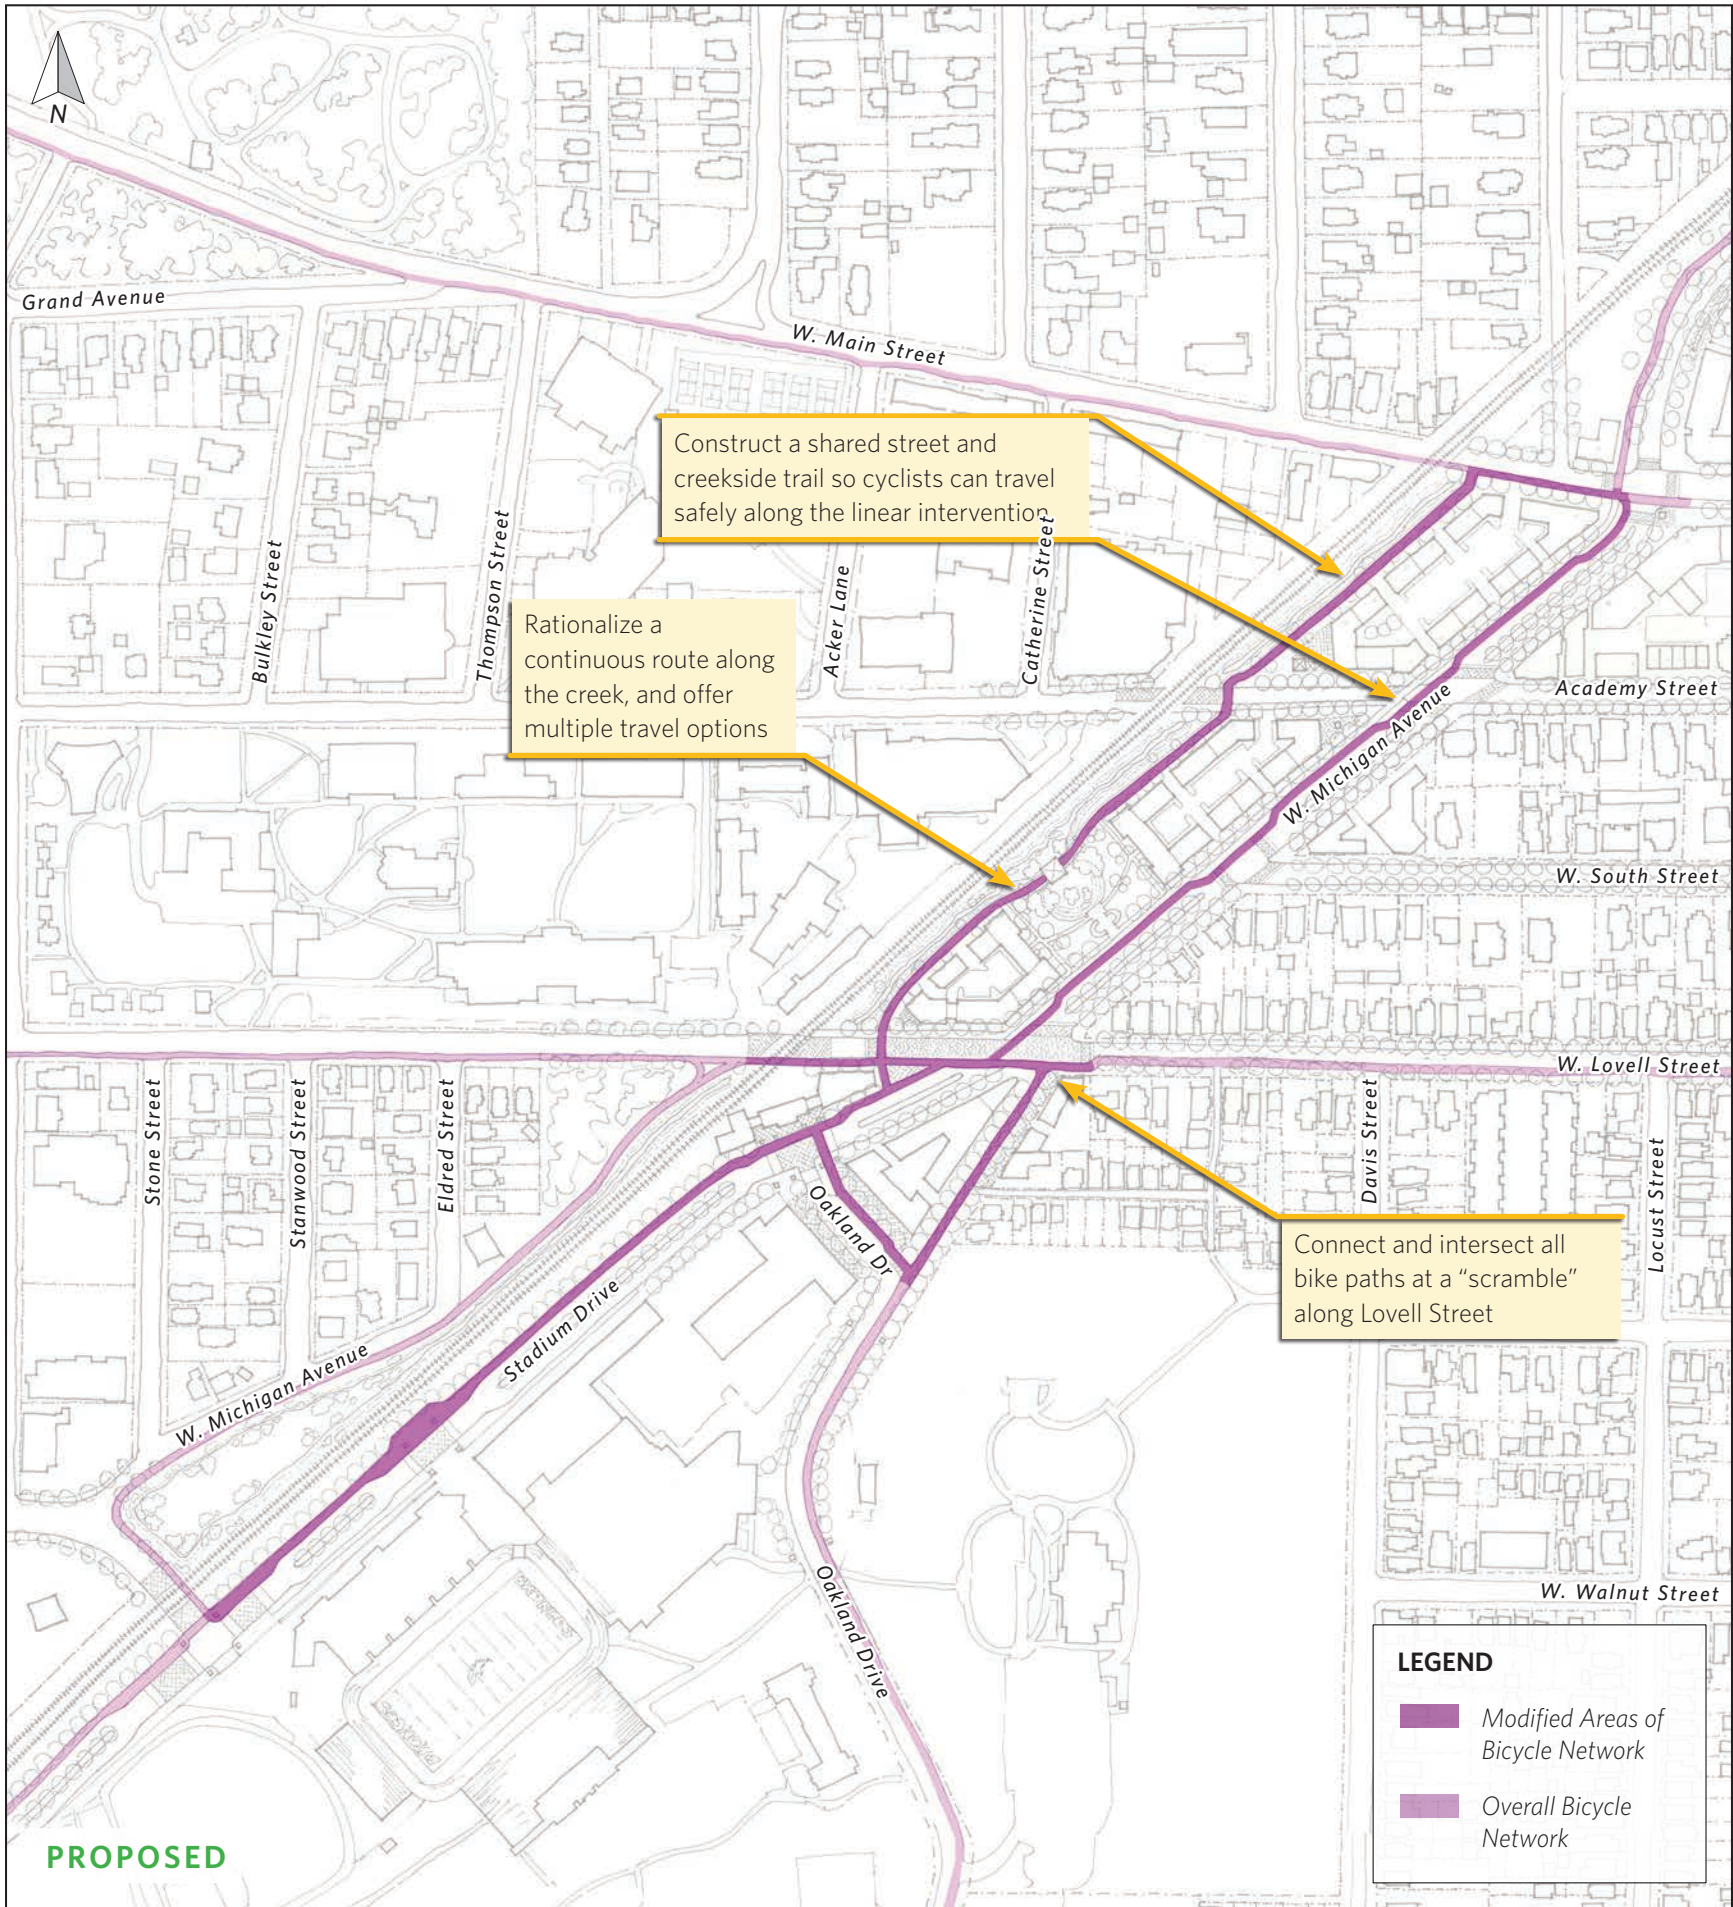 N
Grand Avenue
W. Main Street
Construct a shared street and
creekside trail so cyclists can travel
safely along the linear intervention
Bulkley Street
Thompson Street
Acker Lane
Catherine Street
Rationalize a
continuous route along
the creek, and offer
multiple travel options
Academy Street
W. Michigan Avenue
W. South Street
W. Lovell Street
Stone Street
Stanwood Street
Eldred Street
Davis Street
Locust Street
Oakland Dr
Connect and intersect all
bike paths at a “scramble”
along Lovell Street
Stadium Drive
W. Michigan Avenue
Oakland Drive
W. Walnut Street
LEGEND
Modified Areas of
Bicycle Network
Overall Bicycle
Network
PROPOSED